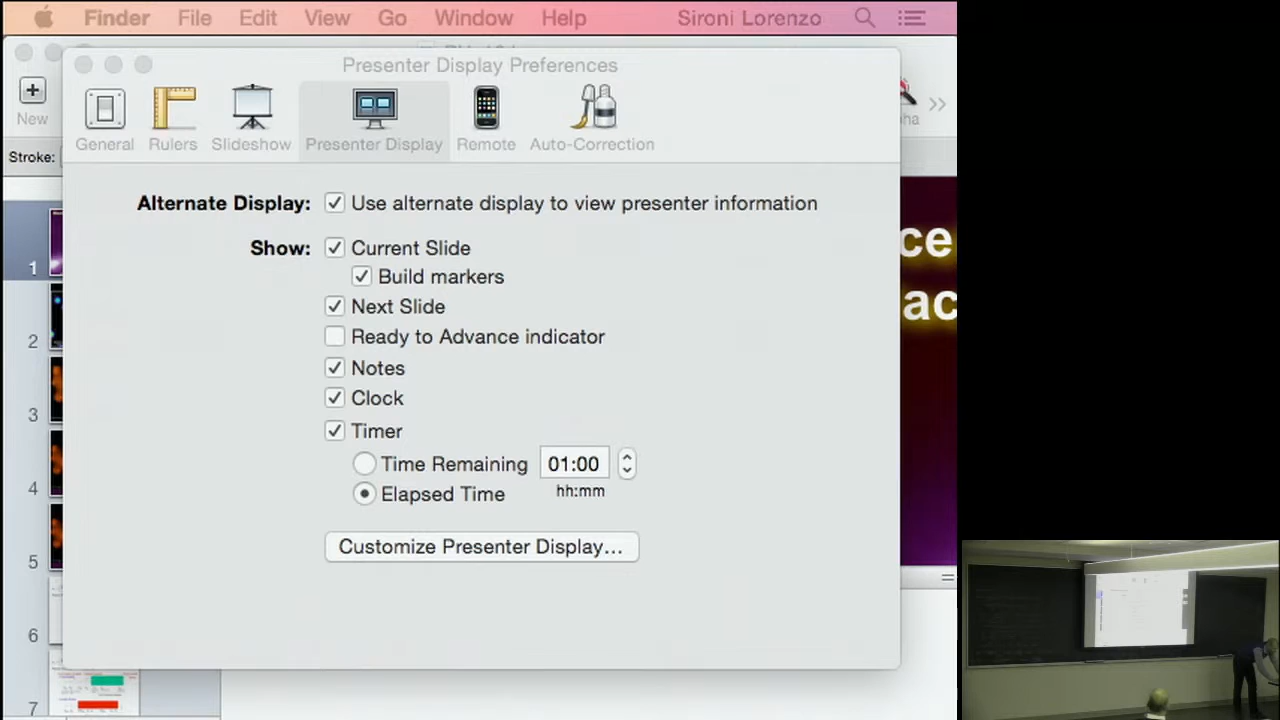 Finder File Edit View Go Window Help Sironi Lorenzo
Presenter Display Preferences
New
General Rulers Slideshow Presenter Display Remote Auto-Correction
Stroke:
Alternate Display: Use alternate display to view presenter information
ce
Show: Current Slide
1
Build markers
ac
Next Slide
2
Ready to Advance indicator
Notes
Clock
3
Timer
Time Remaining 01:00
4
Elapsed Time hh:mm
Customize Presenter Display...
5
6
7